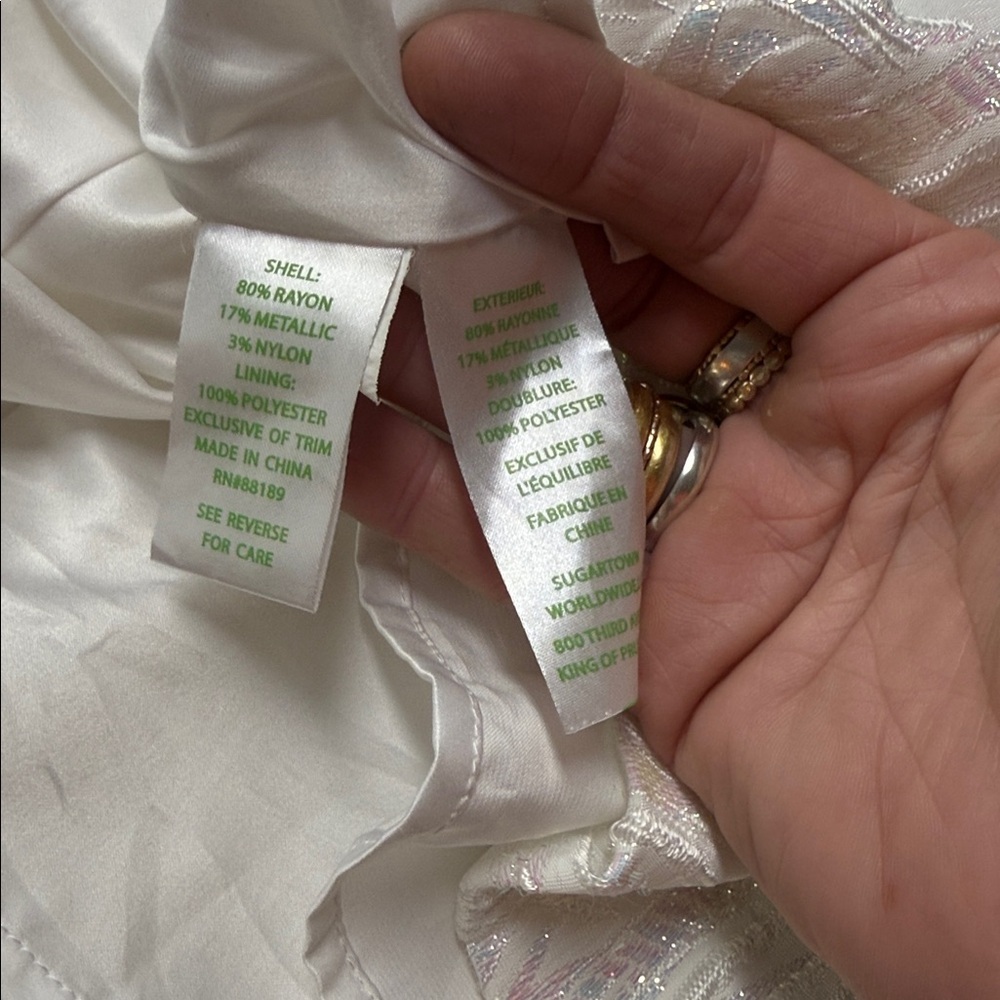 SHELL:
80% RAYON
17% METALLIC
3% NYLON
LINING:
100% POLYESTER
EXCLUSIVE OF TRIM
MADE IN CHINA
RN#88189
SEE REVERSE
FOR CARE
EXTERIEUR:
80% RAYONNE
17% MÉTALLIQUE
3% NYLON
DOUBLURE:
100% POLYESTER
EXCLUSIF DE
L'ÉQUILIBRE
FABRIQUE EN
CHINE
SUGARTOWN
WORLDWIDE
800 THIRD
KING OF